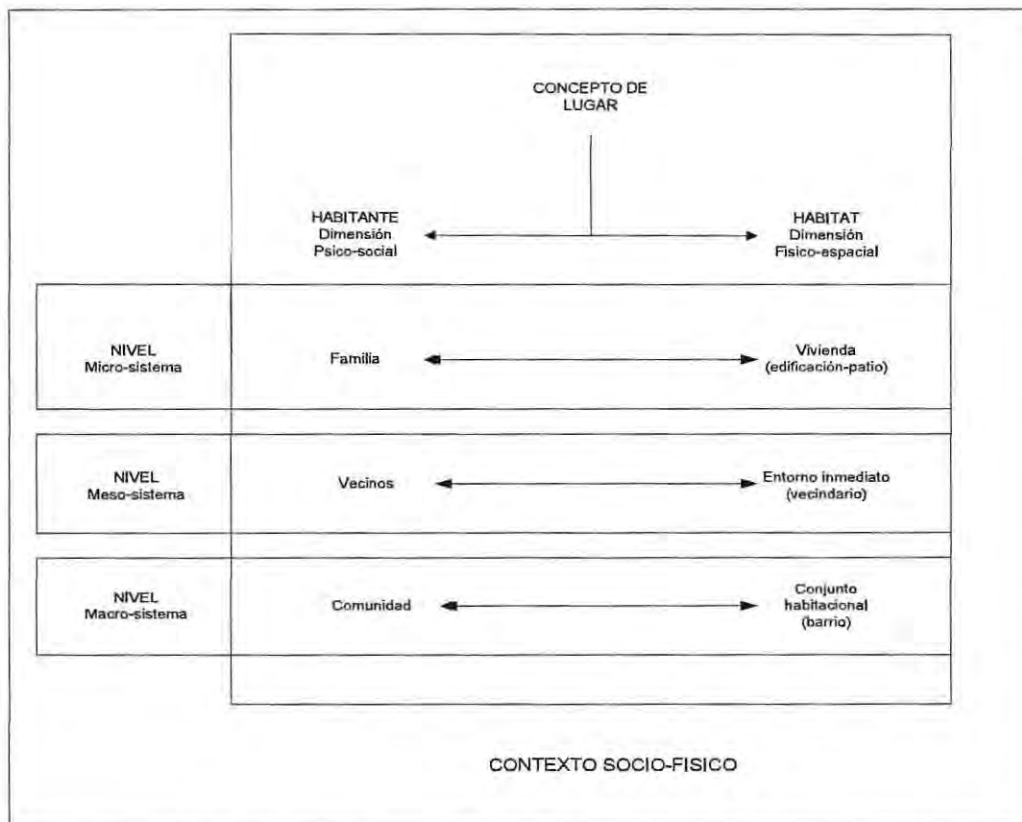 CONCEPTO DE
LUGAR
HABITANTE
Dimensión
Psico-social
HABITAT
Dimensión
Fisico-espacial
NIVEL
Micro-sistema
Familia
Vivienda
(edificación-patio)
NIVEL
Meso-sistema
Vecinos
Entorno inmediato
(vecindario)
NIVEL
Macro-sistema
Comunidad
Conjunto
habitacional
(barrio)
CONTEXTO SOCIO-FISICO